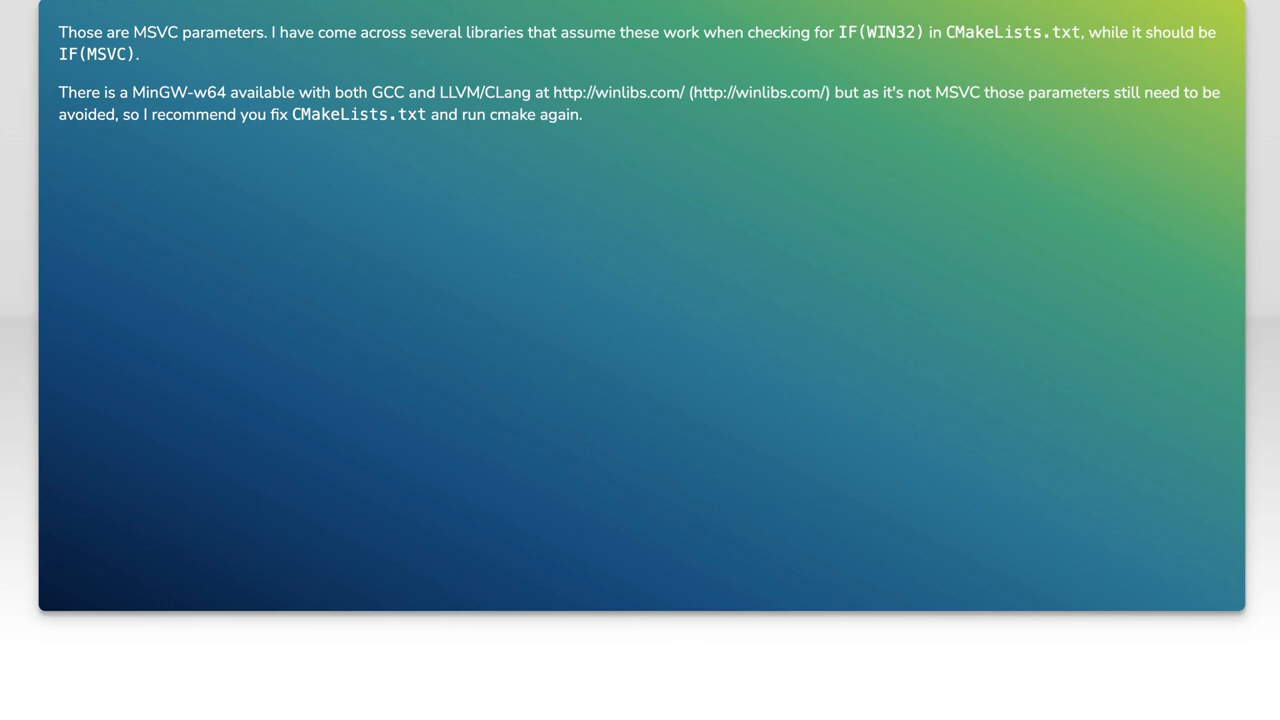 Those are MSVC parameters. I have come across several libraries that assume these work when checking for IF(WIN32) in CMakeLists.txt, while it should be
IF(MSVC).
There is a MinGW-w64 available with both GCC and LLVM/CLang at http://winlibs.com/ (http://winlibs.com/) but as it's not MSVC those parameters still need to be
avoided, so I recommend you fix CMakeLists.txt and run cmake again.